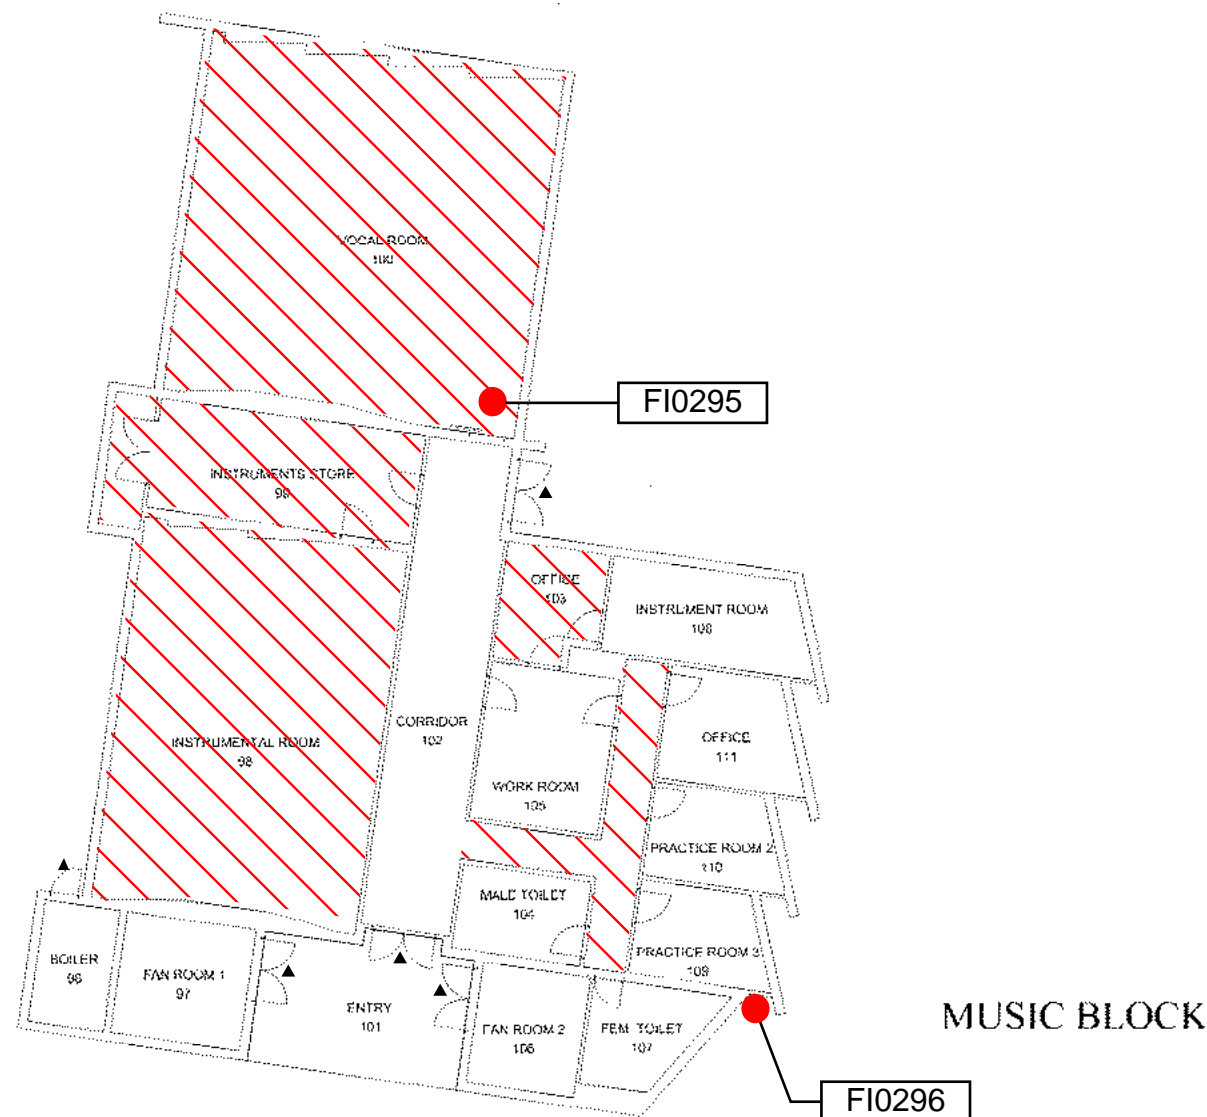 VOCAL ROOM
100
FI0295
INSTRUMENTS STORE
99
OFFICE
103
INSTRUMENT ROOM
108
CORRIDOR
102
INSTRUMENTAL ROOM
98
OFFICE
111
WORK ROOM
105
PRACTICE ROOM 2
110
MALE TOILET
104
PRACTICE ROOM 3
109
BOILER
96
FAN ROOM 1
97
ENTRY
101
FAN ROOM 2
106
FEM. TOILET
107
MUSIC BLOCK
FI0296